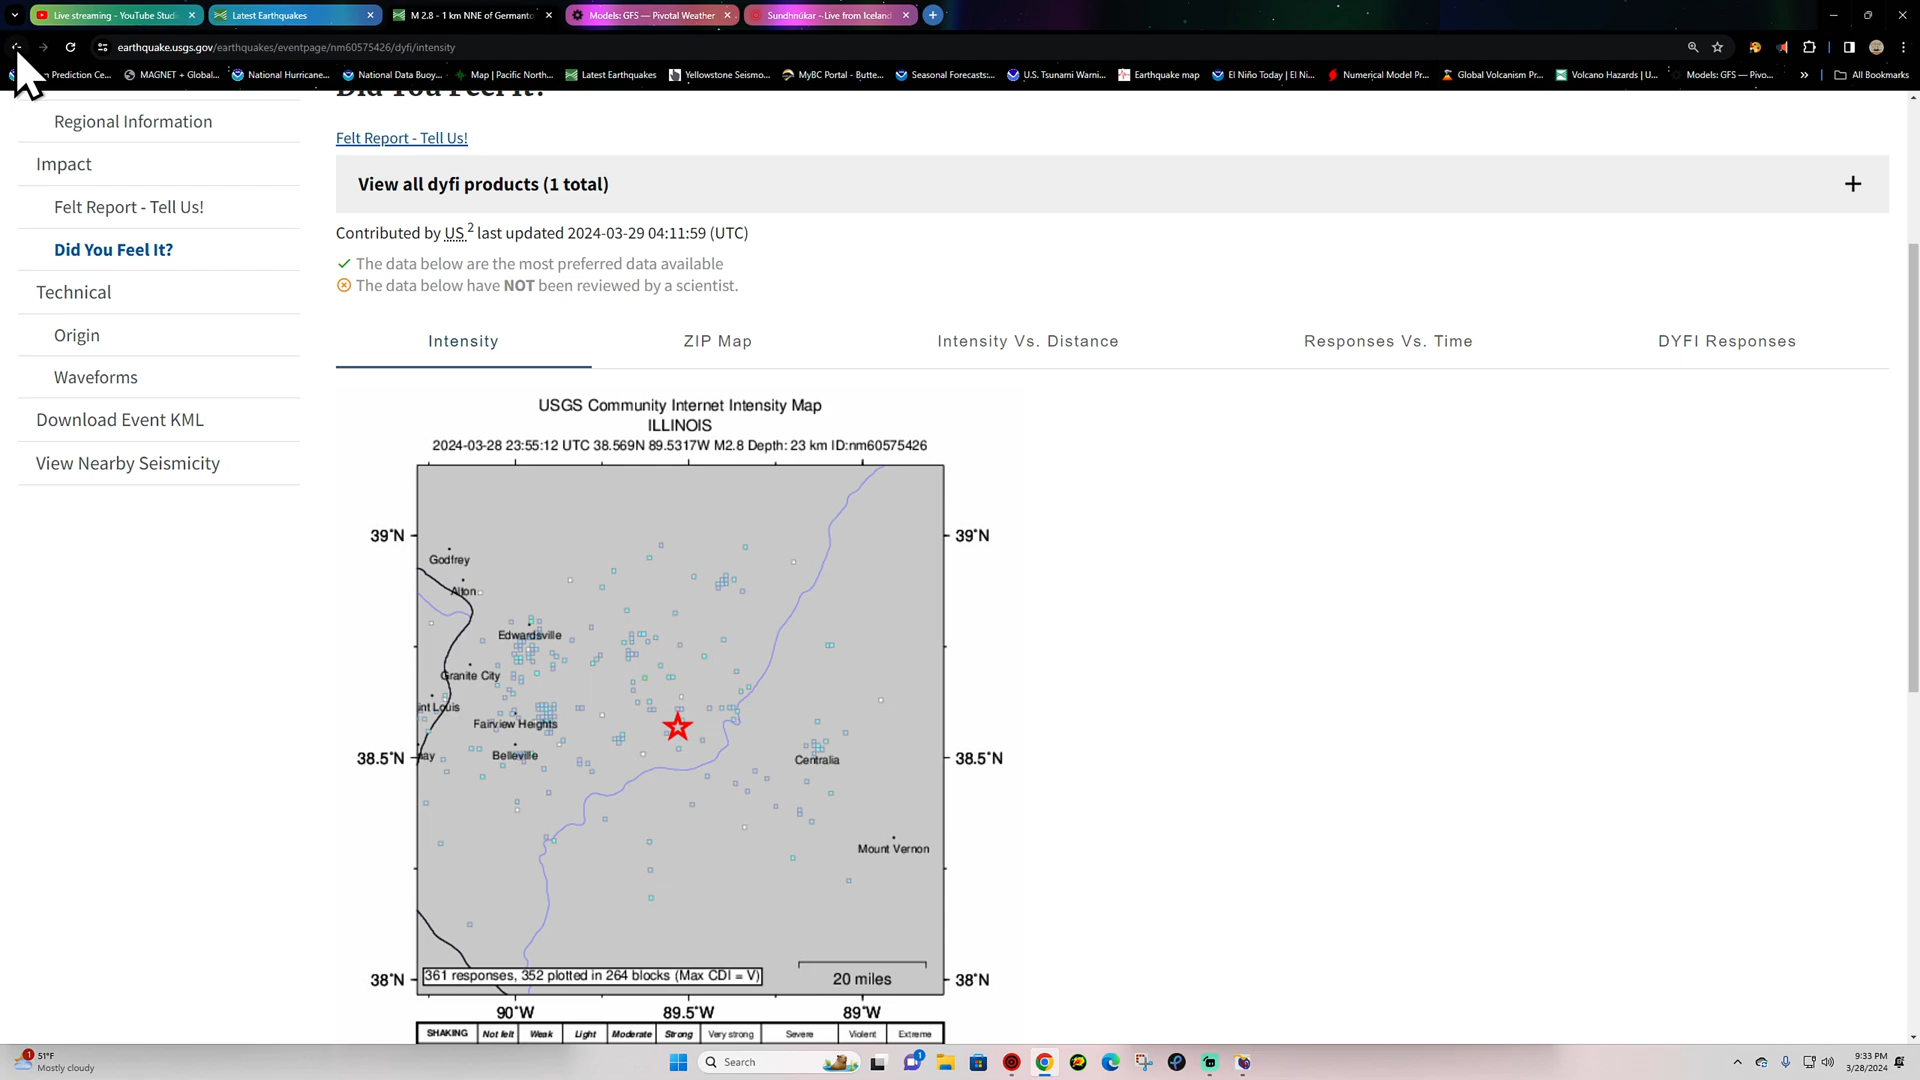 Live streaming - YouTube Stud
Latest Earthquakes
M 2.8 - 1 km NNE of Germanto
Models: GFS — Pivotal Weather
Sundhnúkar - Live from Iceland
earthquake.usgs.gov/earthquakes/eventpage/nm60575426/dyfi/intensity
Prediction Ce...
MAGNET + Global...
National Hurricane...
National Data Buoy...
Map | Pacific North...
Latest Earthquakes
Yellowstone Seismo...
MyBC Portal - Butte...
Seasonal Forecasts:...
U.S. Tsunami Warni...
Earthquake map
El Niño Today | El Ni...
Numerical Model Pr...
Global Volcanism Pr...
Volcano Hazards | U...
Models: GFS — Pivo...
All Bookmarks
Did You Feel It?
Regional Information
Impact
Felt Report - Tell Us!
Did You Feel It?
Technical
Origin
Waveforms
Download Event KML
View Nearby Seismicity
Felt Report - Tell Us!
View all dyfi products (1 total)
Contributed by US 2 last updated 2024-03-29 04:11:59 (UTC)
The data below are the most preferred data available
The data below have NOT been reviewed by a scientist.
Intensity ZIP Map Intensity Vs. Distance Responses Vs. Time DYFI Responses
USGS Community Internet Intensity Map
ILLINOIS
2024-03-28 23:55:12 UTC 38.569N 89.5317W M2.8 Depth: 23 km ID:nm60575426
39°N 39°N
Godfrey
Alton
Edwardsville
Granite City
int Louis
Fairview Heights
Belleville
nay
Centralia
38.5°N 38.5°N
Mount Vernon
361 responses, 352 plotted in 264 blocks (Max CDI = V)
20 miles
38°N 38°N
90°W 89.5°W 89°W
SHAKING Not felt Weak Light Moderate Strong Very strong Severe Violent Extreme
1
51°F
Mostly cloudy
Search
1
9:33 PM
3/28/2024